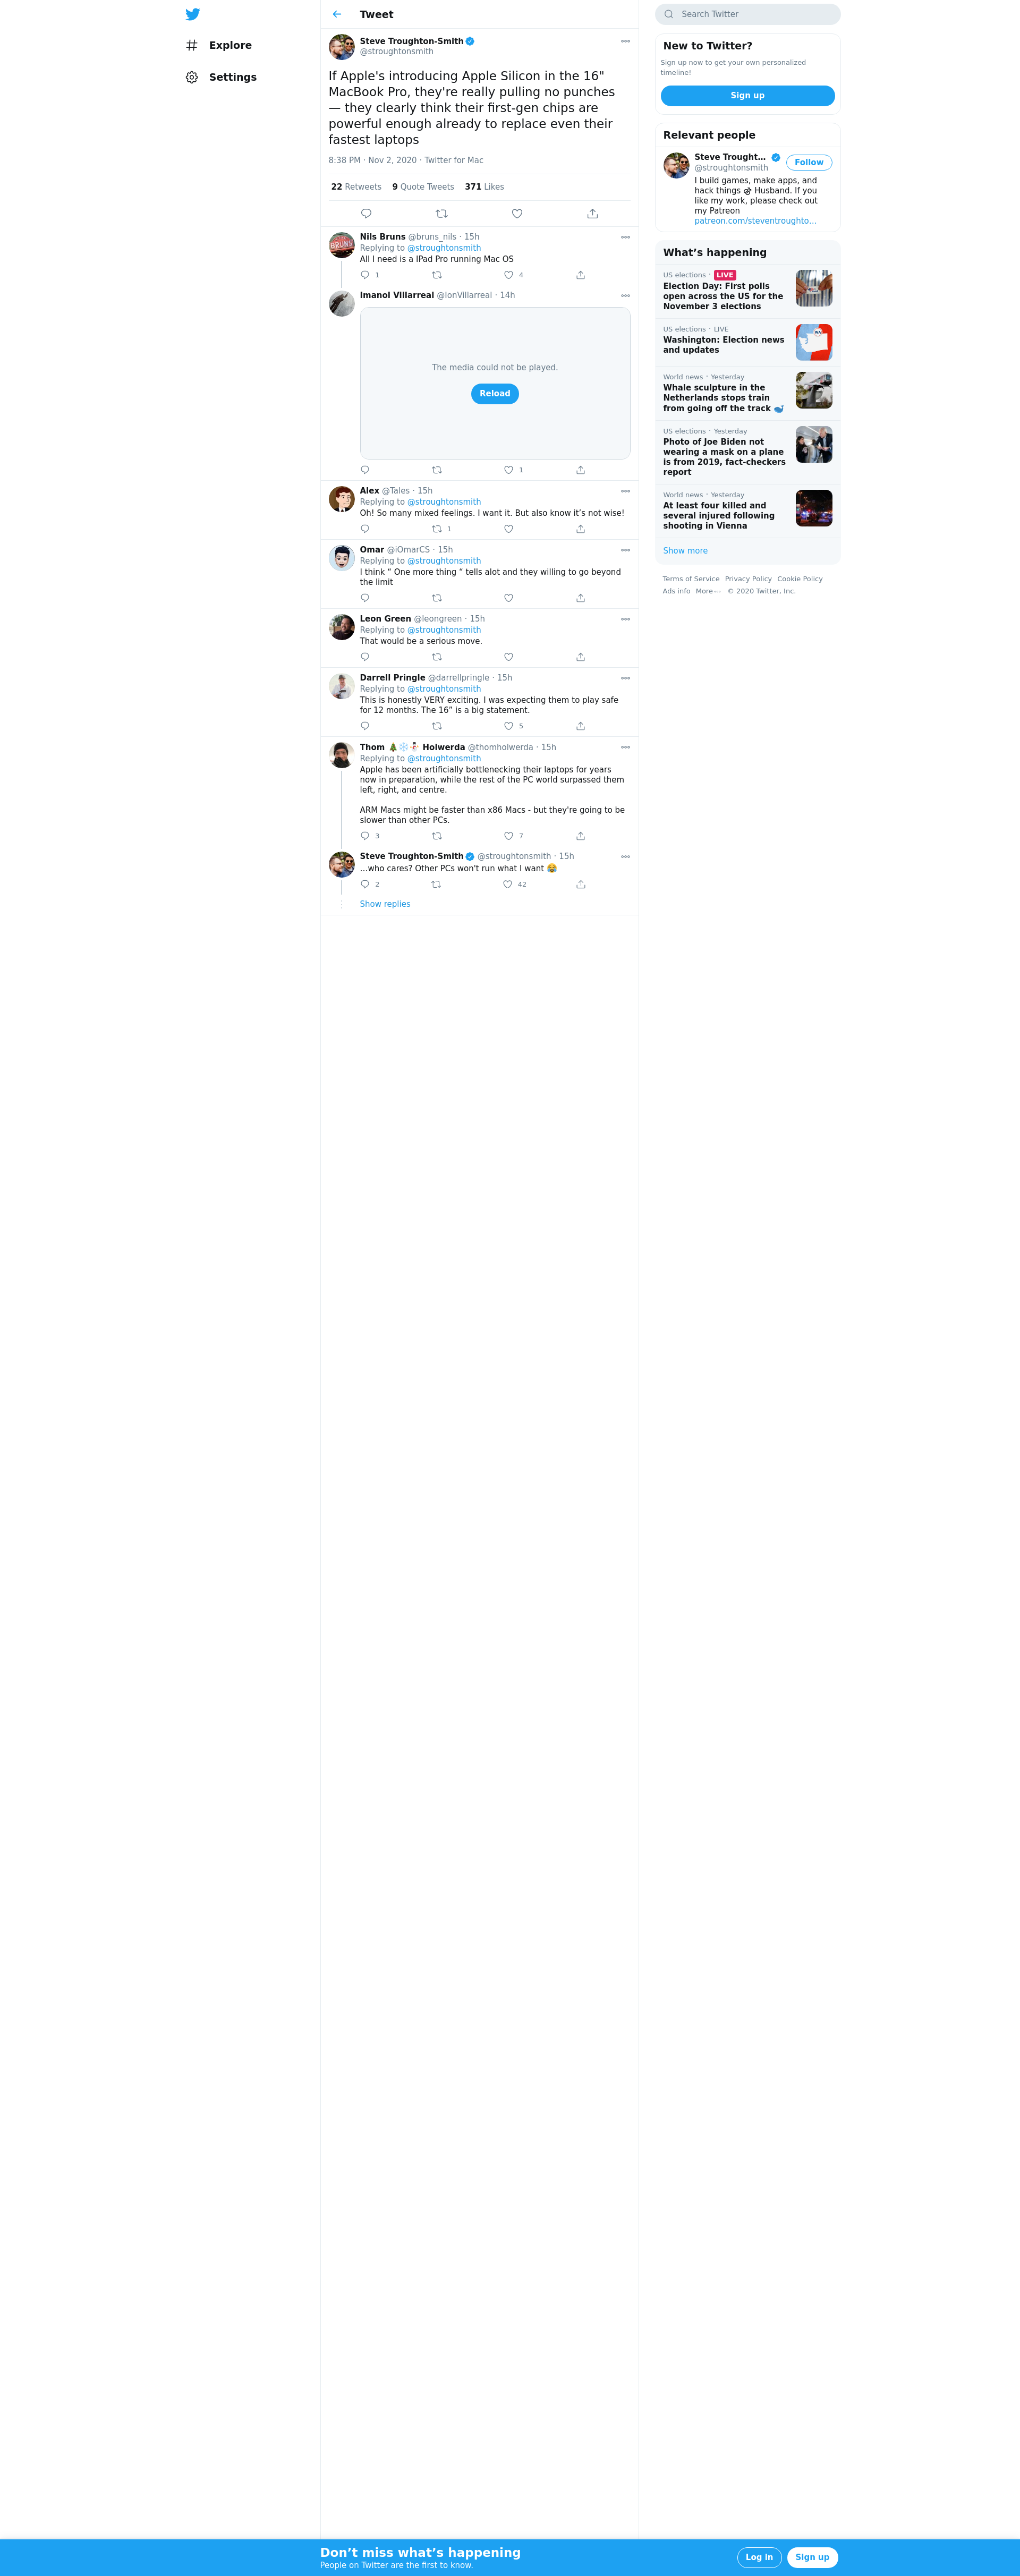 Explore
Settings
Tweet
Steve Troughton-Smith
@stroughtonsmith
If Apple's introducing Apple Silicon in the 16"
MacBook Pro, they're really pulling no punches
— they clearly think their first-gen chips are
powerful enough already to replace even their
fastest laptops
8:38 PM · Nov 2, 2020 · Twitter for Mac
22 Retweets 9 Quote Tweets 371 Likes
Nils Bruns @bruns_nils · 15h
Replying to @stroughtonsmith
All I need is a IPad Pro running Mac OS
1 4
Imanol Villarreal @IonVillarreal · 14h
The media could not be played.
Reload
1
Alex @Tales · 15h
Replying to @stroughtonsmith
Oh! So many mixed feelings. I want it. But also know it’s not wise!
1
Omar @iOmarCS · 15h
Replying to @stroughtonsmith
I think “ One more thing “ tells alot and they willing to go beyond
the limit
Leon Green @leongreen · 15h
Replying to @stroughtonsmith
That would be a serious move.
Darrell Pringle @darrellpringle · 15h
Replying to @stroughtonsmith
This is honestly VERY exciting. I was expecting them to play safe
for 12 months. The 16” is a big statement.
5
Thom 🎄❄️⛄ Holwerda @thomholwerda · 15h
Replying to @stroughtonsmith
Apple has been artificially bottlenecking their laptops for years
now in preparation, while the rest of the PC world surpassed them
left, right, and centre.
ARM Macs might be faster than x86 Macs - but they're going to be
slower than other PCs.
3 7
Steve Troughton-Smith @stroughtonsmith · 15h
…who cares? Other PCs won't run what I want 😂
2 42
Show replies
Search Twitter
New to Twitter?
Sign up now to get your own personalized
timeline!
Sign up
Relevant people
Steve Trought…
@stroughtonsmith
Follow
I build games, make apps, and
hack things 🛠 Husband. If you
like my work, please check out
my Patreon
patreon.com/steventroughto…
What’s happening
US elections · LIVE
Election Day: First polls
open across the US for the
November 3 elections
US elections · LIVE
Washington: Election news
and updates
World news · Yesterday
Whale sculpture in the
Netherlands stops train
from going off the track 🐋
US elections · Yesterday
Photo of Joe Biden not
wearing a mask on a plane
is from 2019, fact-checkers
report
World news · Yesterday
At least four killed and
several injured following
shooting in Vienna
Show more
Terms of Service Privacy Policy Cookie Policy
Ads info More © 2020 Twitter, Inc.
Don’t miss what’s happening
People on Twitter are the first to know.
Log in
Sign up